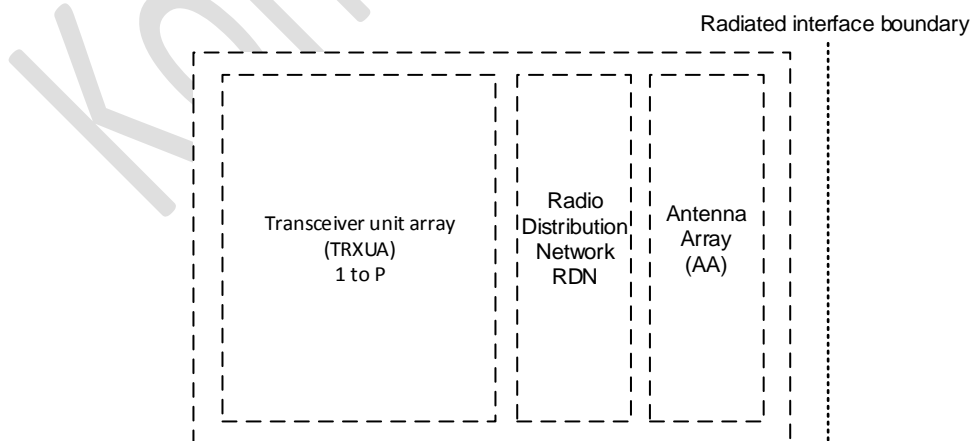 Radiated interface boundary
Transceiver unit array
(TRXUA)
1 to P
Radio
Distribution
Network
RDN
Antenna
Array
(AA)